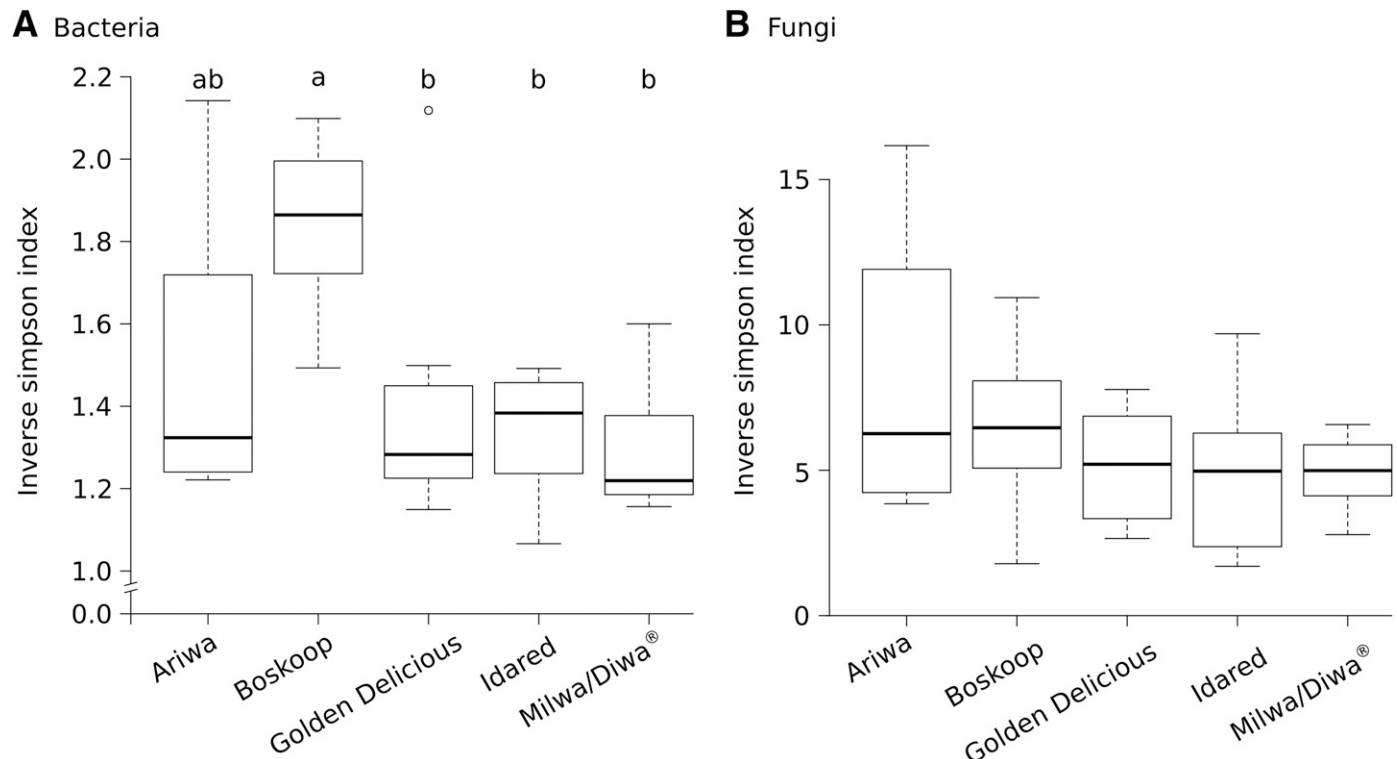 A Bacteria
Inverse simpson index
2.2
2.0
1.8
1.6
1.4
1.2
1.0
0.0
ab a b b b
Ariwa
Boskoop
Golden Delicious
Idared
Milwa/Diwa®
B Fungi
Inverse simpson index
15
10
5
0
Ariwa
Boskoop
Golden Delicious
Idared
Milwa/Diwa®